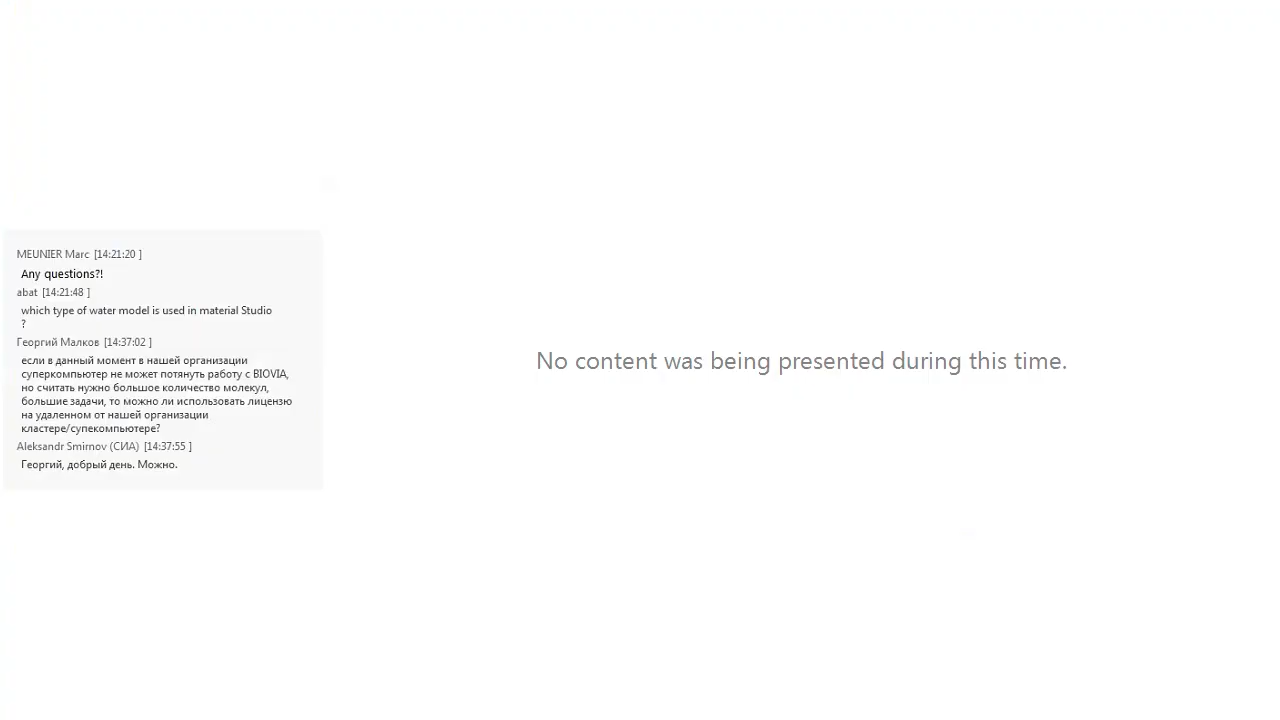 MEUNIER Marc [14:21:20 ]
Any questions?!
abat [14:21:48 ]
which type of water model is used in material Studio
?
Георгий Малков [14:37:02 ]
если в данный момент в нашей организации
суперкомпьютер не может потянуть работу с BIOVIA,
но считать нужно большое количество молекул,
большие задачи, то можно ли использовать лицензю
на удаленном от нашей организации
кластере/супекомпьютере?
Aleksandr Smirnov (СИА) [14:37:55 ]
Георгий, добрый день. Можно.
No content was being presented during this time.